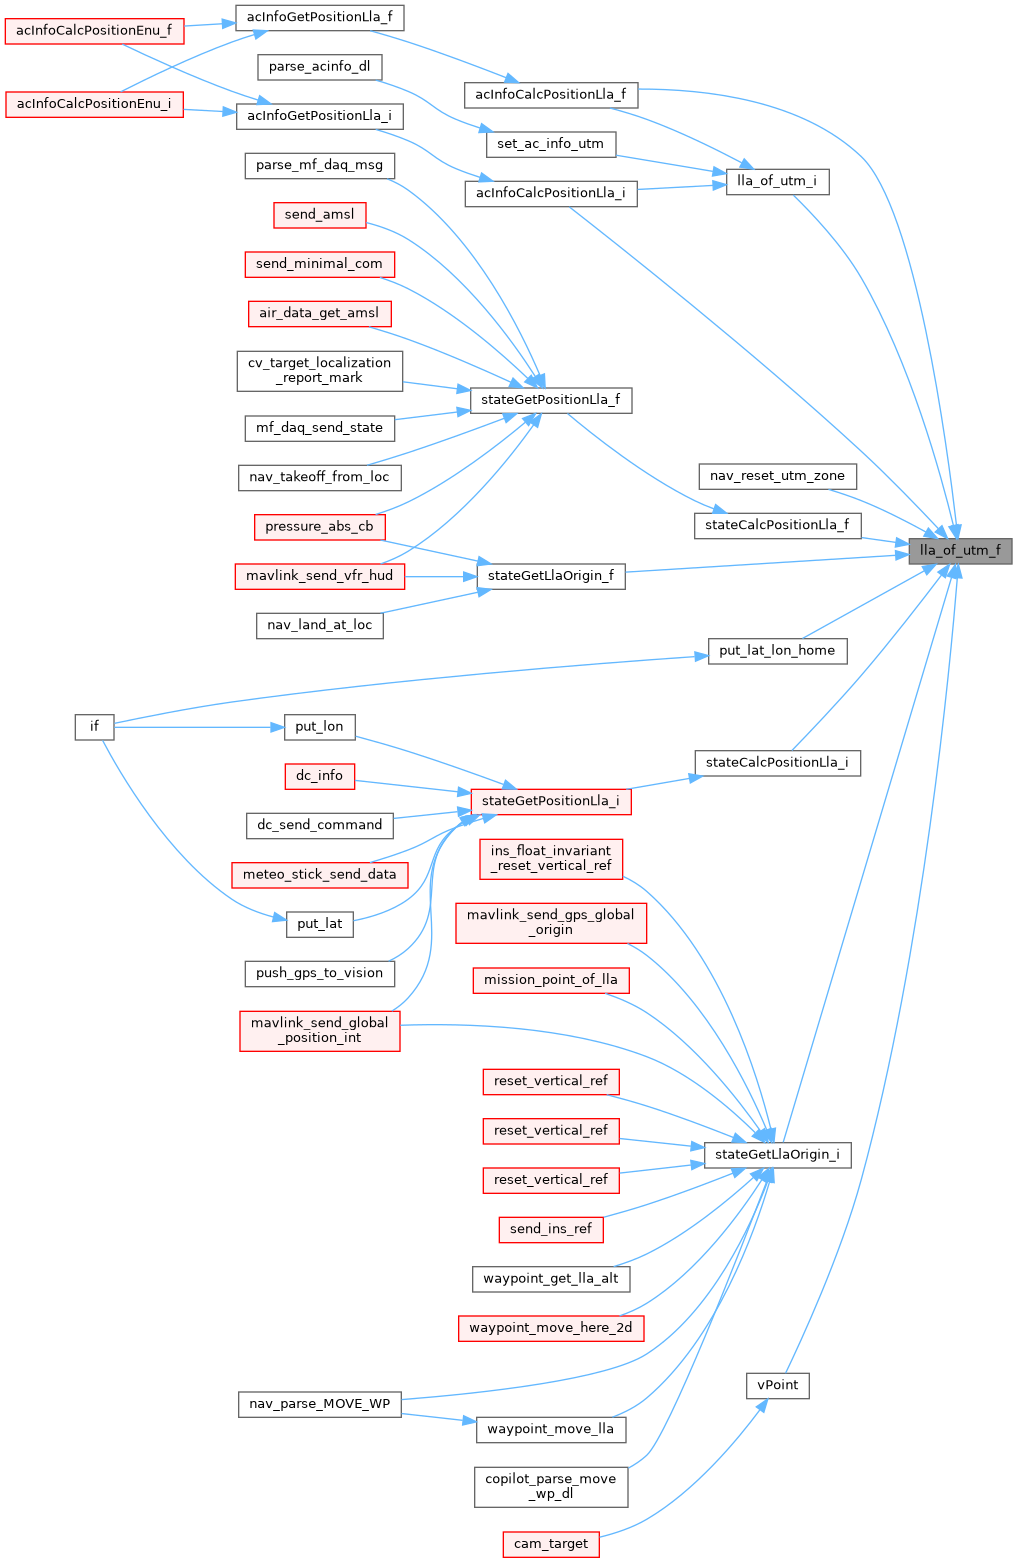 acInfoGetPositionLla_f
acInfoCalcPositionEnu_f
parse_acinfo_dl
acInfoCalcPositionLla_f
acInfoCalcPositionEnu_i
acInfoGetPositionLla_i
set_ac_info_utm
parse_mf_daq_msg
lla_of_utm_i
acInfoCalcPositionLla_i
send_amsl
send_minimal_com
air_data_get_amsl
cv_target_localization
_report_mark
stateGetPositionLla_f
mf_daq_send_state
nav_takeoff_from_loc
nav_reset_utm_zone
pressure_abs_cb
stateCalcPositionLla_f
lla_of_utm_f
mavlink_send_vfr_hud
stateGetLlaOrigin_f
nav_land_at_loc
put_lat_lon_home
if
put_lon
stateCalcPositionLla_i
dc_info
stateGetPositionLla_i
dc_send_command
ins_float_invariant
_reset_vertical_ref
meteo_stick_send_data
put_lat
mavlink_send_gps_global
_origin
push_gps_to_vision
mission_point_of_lla
mavlink_send_global
_position_int
reset_vertical_ref
reset_vertical_ref
stateGetLlaOrigin_i
reset_vertical_ref
send_ins_ref
waypoint_get_lla_alt
waypoint_move_here_2d
vPoint
nav_parse_MOVE_WP
waypoint_move_lla
copilot_parse_move
_wp_dl
cam_target